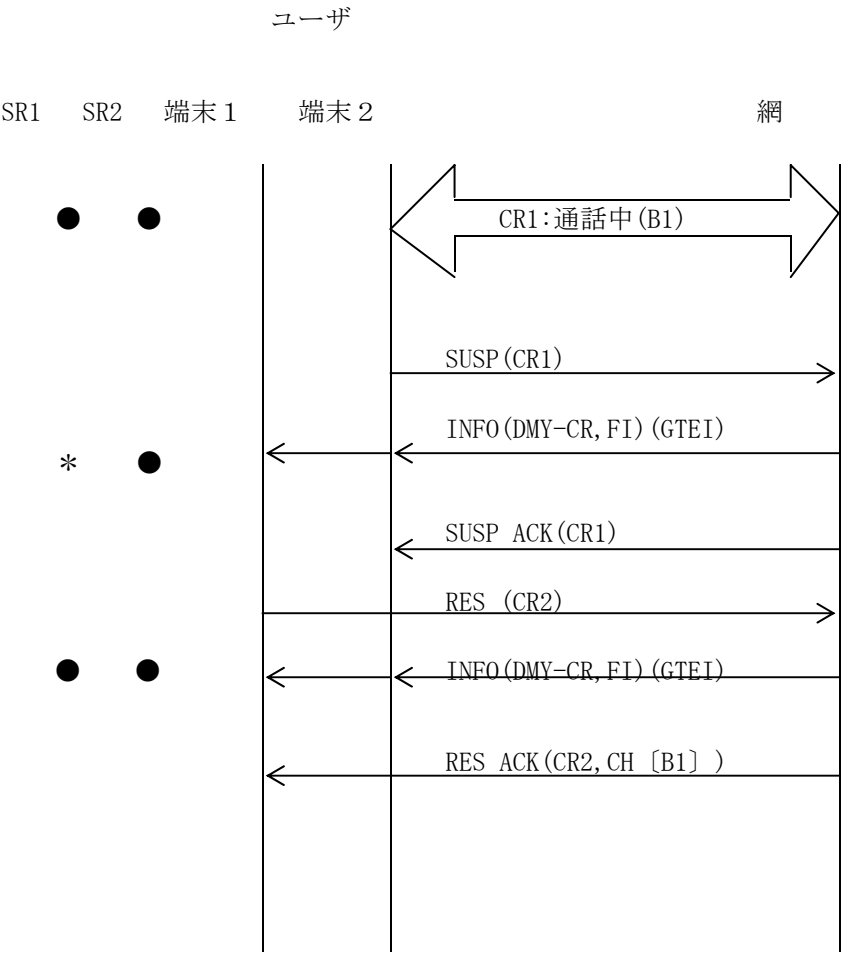 ユーザ
SR1 SR2 端末1 端末2 網
● ● CR1:通話中(B1)
SUSP(CR1)
INFO(DMY-CR,FI)(GTEI)
* ●
SUSP ACK(CR1)
RES (CR2)
● ● INFO(DMY-CR,FI)(GTEI)
RES ACK(CR2,CH〔B1〕)